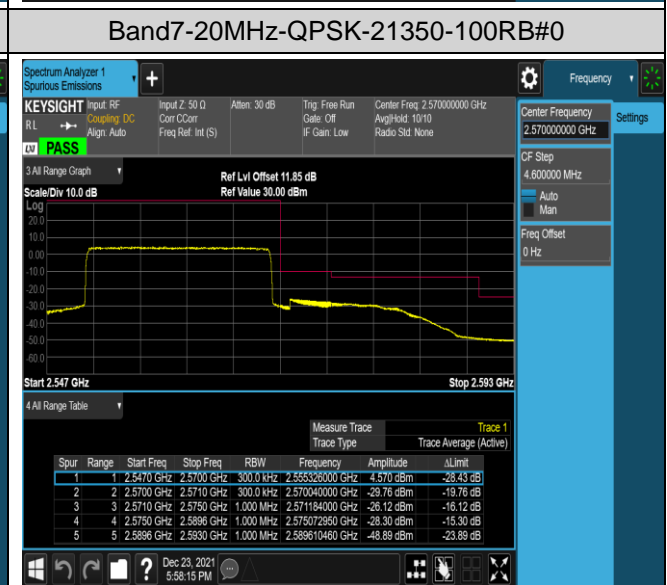 Band7-20MHz-QPSK-21350-100RB#0
Spectrum Analyzer 1
Spurious Emissions
+
Frequency
KEYSIGHT Input: RF Input Z: 50 Ω Atten: 30 dB Trig: Free Run Center Freq: 2.570000000 GHz
RL Coupling: DC Corr CCorr Gate: Off Avg|Hold: 10/10
Align: Auto Freq Ref: Int (S) IF Gain: Low Radio Std: None
LXI PASS
Center Frequency
2.570000000 GHz
Settings
CF Step
4.600000 MHz
Auto
Man
Freq Offset
0 Hz
3 All Range Graph
Ref Lvl Offset 11.85 dB
Scale/Div 10.0 dB Ref Value 30.00 dBm
Log
20.0
10.0
0.00
-10.0
-20.0
-30.0
-40.0
-50.0
-60.0
Start 2.547 GHz Stop 2.593 GHz
4 All Range Table
Measure Trace Trace 1
Trace Type Trace Average (Active)
Spur Range Start Freq Stop Freq RBW Frequency Amplitude ΔLimit
1 1 2.5470 GHz 2.5700 GHz 300.0 kHz 2.555326000 GHz 4.570 dBm -28.43 dB
2 2 2.5700 GHz 2.5710 GHz 300.0 kHz 2.570040000 GHz -29.76 dBm -19.76 dB
3 3 2.5710 GHz 2.5750 GHz 1.000 MHz 2.571184000 GHz -26.12 dBm -16.12 dB
4 4 2.5750 GHz 2.5896 GHz 1.000 MHz 2.575072950 GHz -28.30 dBm -15.30 dB
5 5 2.5896 GHz 2.5930 GHz 1.000 MHz 2.589610460 GHz -48.89 dBm -23.89 dB
? Dec 23, 2021
5:58:15 PM